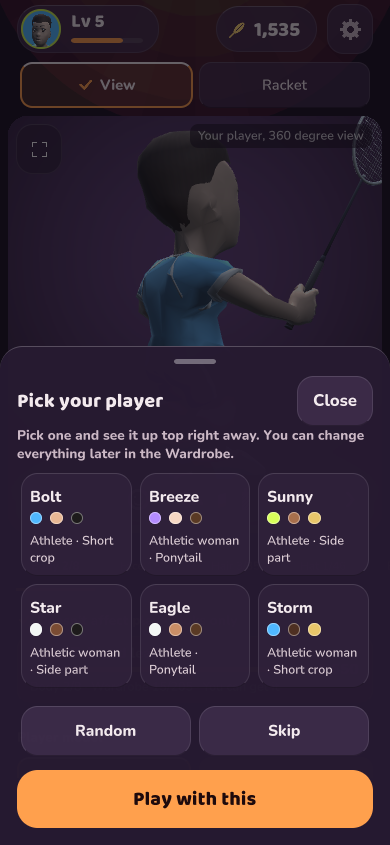 Lv 5
1,535
View
Racket
Your player, 360 degree view
Pick your player
Close
Pick one and see it up top right away. You can change
everything later in the Wardrobe.
Bolt
Athlete · Short
crop
Breeze
Athletic woman
· Ponytail
Sunny
Athlete · Side
part
Star
Athletic woman
· Side part
Eagle
Athlete ·
Ponytail
Storm
Athletic woman
· Short crop
Random
Skip
Play with this